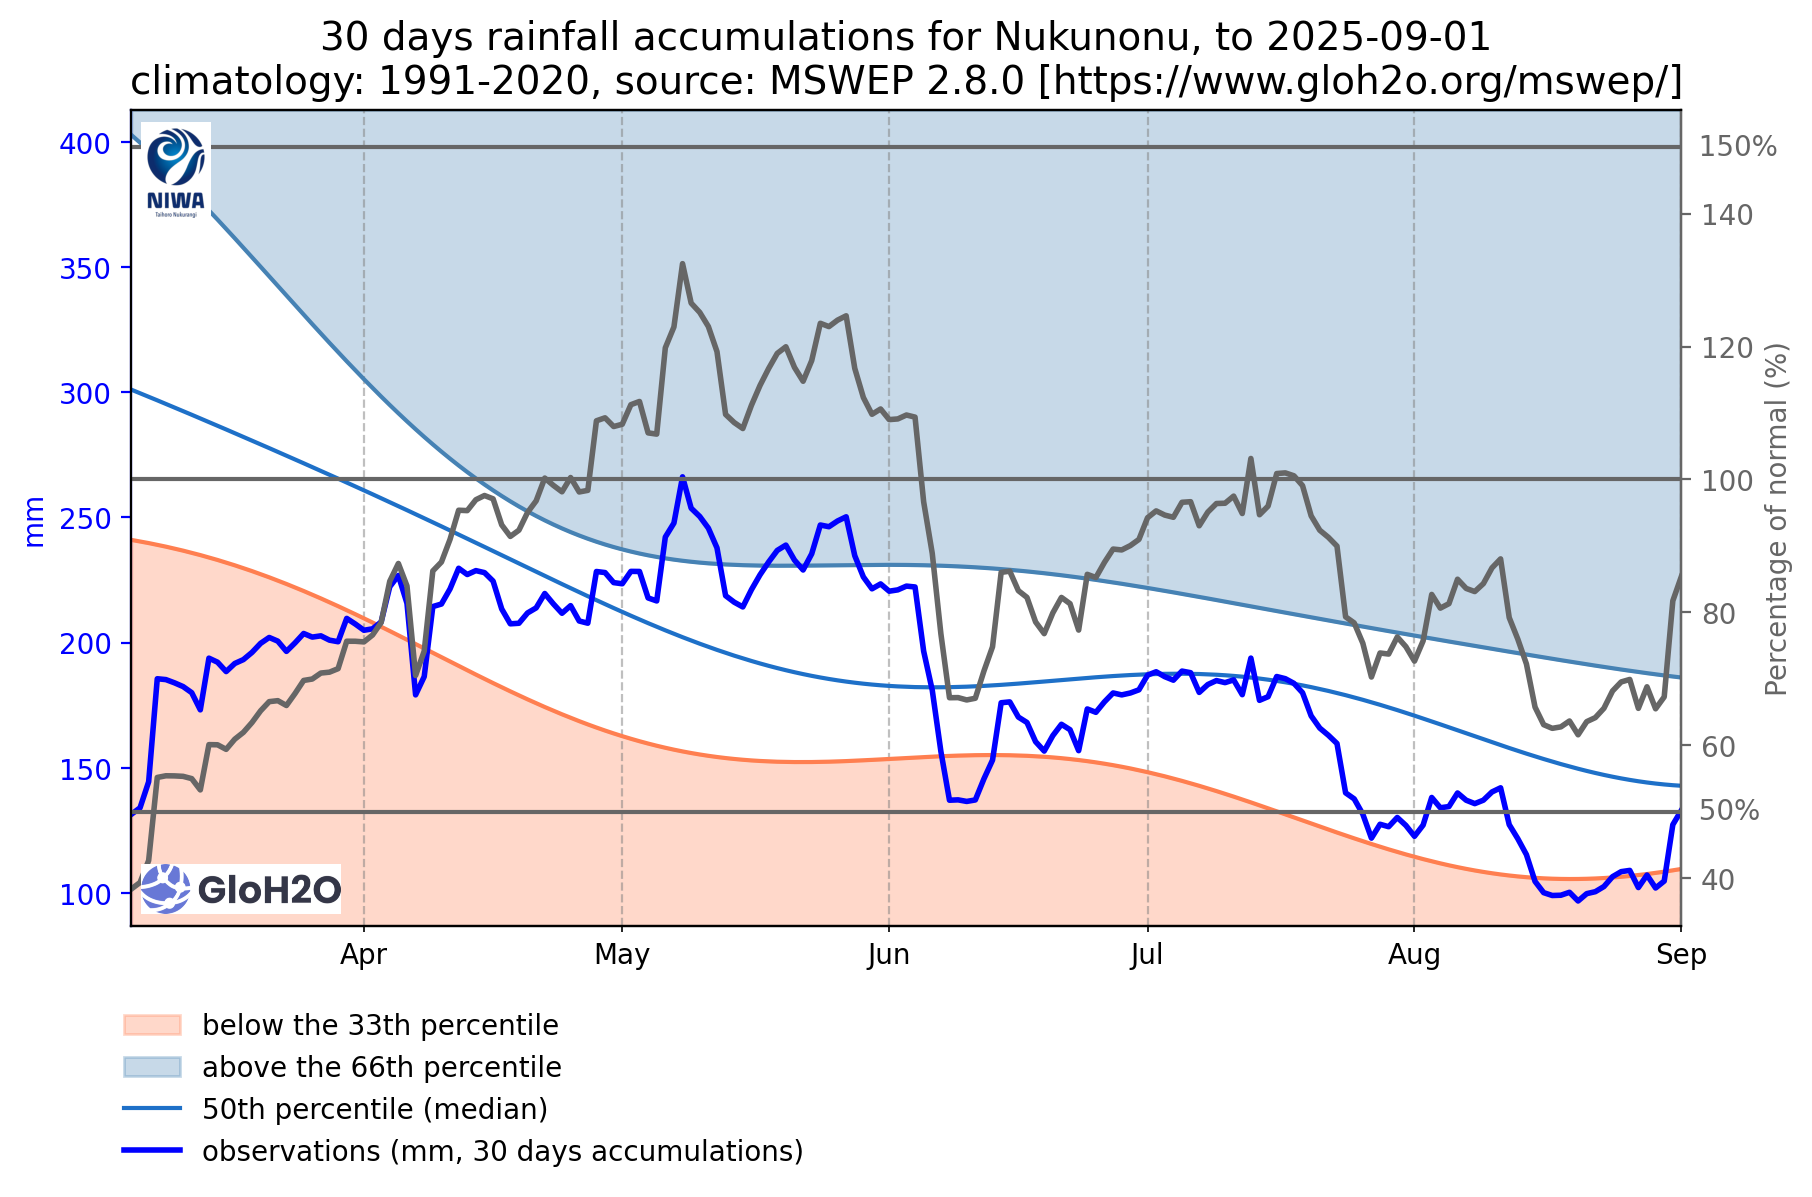 30 days rainfall accumulations for Nukunonu, to 2025-09-01
climatology: 1991-2020, source: MSWEP 2.8.0 [https://www.gloh2o.org/mswep/]
400
350
300
250
200
150
100
mm
NIWA
Taihoro Nukurangi
GloH2O
150%
140
120
100
80
60
50%
40
Percentage of normal (%)
Apr
May
Jun
Jul
Aug
Sep
below the 33th percentile
above the 66th percentile
50th percentile (median)
observations (mm, 30 days accumulations)